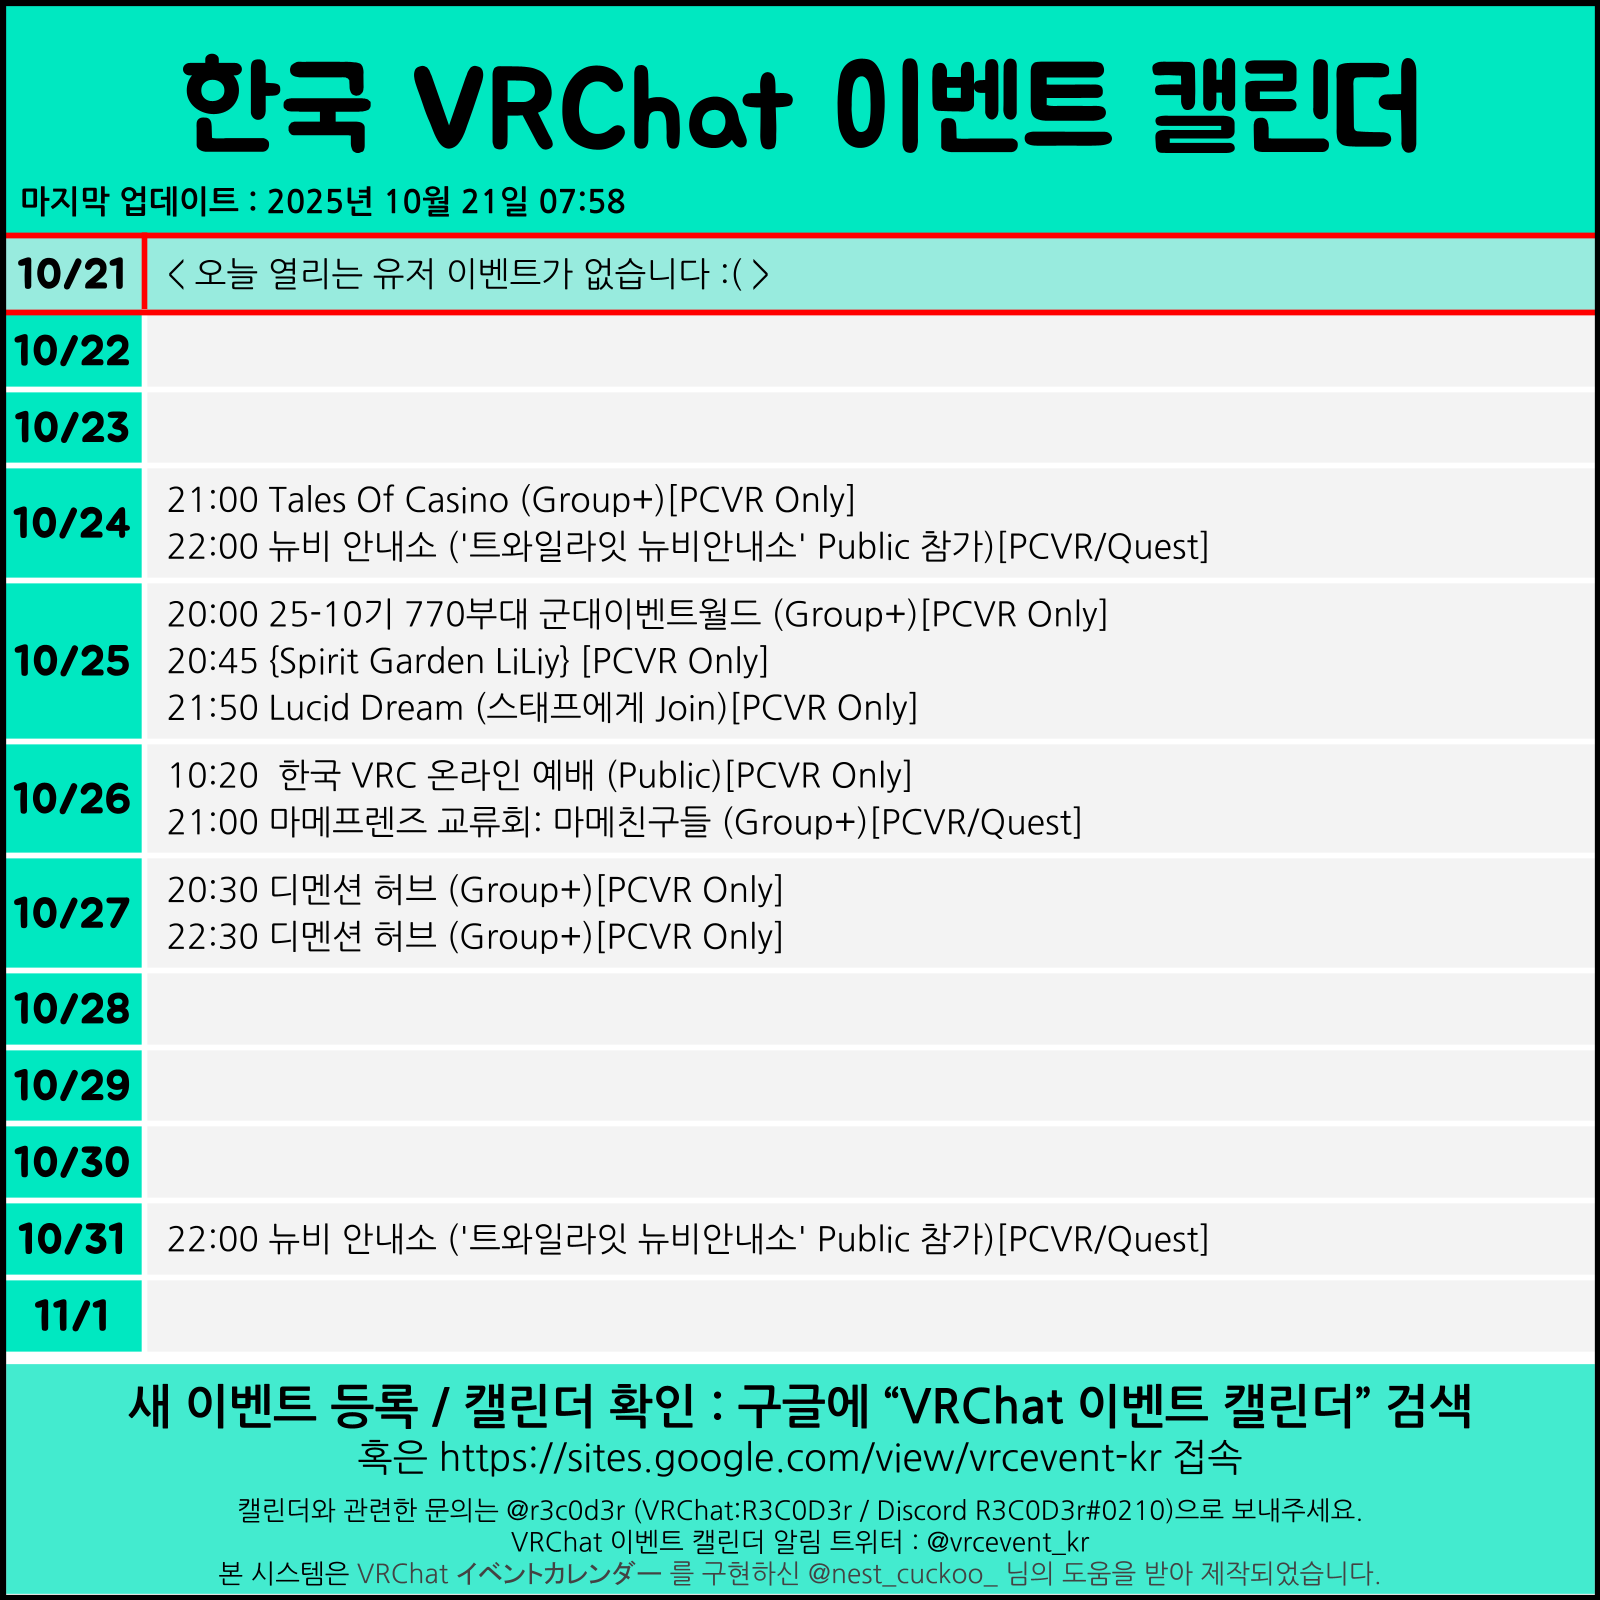 한국 VRChat 이벤트 캘린더
마지막 업데이트 : 2025년 10월 21일 07:58
10/21 < 오늘 열리는 유저 이벤트가 없습니다 :( >
10/22
10/23
10/24
21:00 Tales Of Casino (Group+)[PCVR Only]
22:00 뉴비 안내소 ('트와일라잇 뉴비안내소' Public 참가)[PCVR/Quest]
10/25
20:00 25-10기 770부대 군대이벤트월드 (Group+)[PCVR Only]
20:45 {Spirit Garden LiLiy} [PCVR Only]
21:50 Lucid Dream (스태프에게 Join)[PCVR Only]
10/26
10:20 한국 VRC 온라인 예배 (Public)[PCVR Only]
21:00 마메프렌즈 교류회: 마메친구들 (Group+)[PCVR/Quest]
10/27
20:30 디멘션 허브 (Group+)[PCVR Only]
22:30 디멘션 허브 (Group+)[PCVR Only]
10/28
10/29
10/30
10/31 22:00 뉴비 안내소 ('트와일라잇 뉴비안내소' Public 참가)[PCVR/Quest]
11/1
새 이벤트 등록 / 캘린더 확인 : 구글에 “VRChat 이벤트 캘린더” 검색
혹은 https://sites.google.com/view/vrcevent-kr 접속
캘린더와 관련한 문의는 @r3c0d3r (VRChat:R3C0D3r / Discord R3C0D3r#0210)으로 보내주세요.
VRChat 이벤트 캘린더 알림 트위터 : @vrcevent_kr
본 시스템은 VRChat イベントカレンダー 를 구현하신 @nest_cuckoo_ 님의 도움을 받아 제작되었습니다.